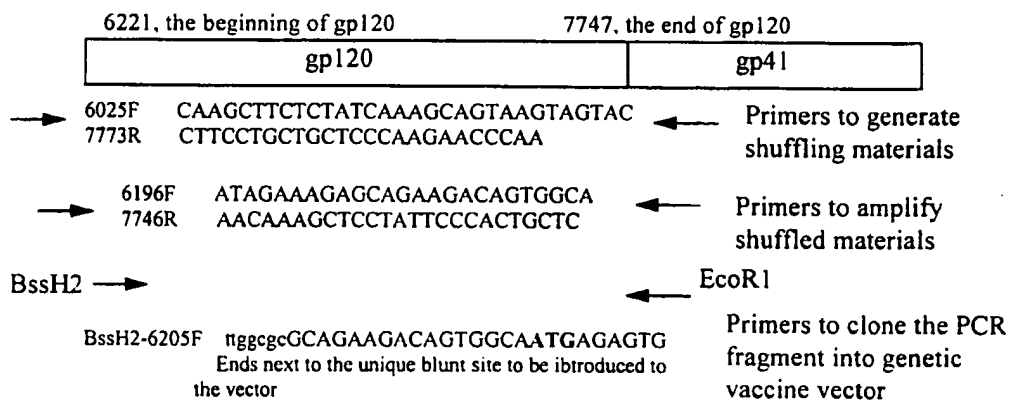 6221, the beginning of gp120 7747, the end of gp120
gp120 gp41
6025F CAAGCTTCTCTATCAAAGCAGTAAGTAGTAC
7773R CTTCCTGCTGCTCCCAAGAACCCAA
Primers to generate
shuffling materials
6196F ATAGAAAGAGCAGAAGACAGTGGCA
7746R AACAAAGCTCCTATTCCCACTGCTC
Primers to amplify
shuffled materials
BssH2 EcoR1
BssH2-6205F ttggcgcGCAGAAGACAGTGGCAATGAGAGTG
Ends next to the unique blunt site to be ibtroduced to
the vector
Primers to clone the PCR
fragment into genetic
vaccine vector